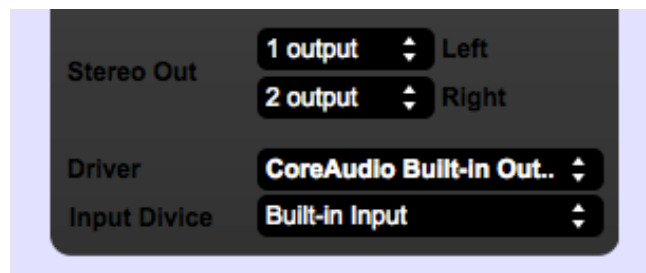 1 output Left
Stereo Out
2 output Right
Driver CoreAudio Built-in Out..
Input Divice Built-in Input